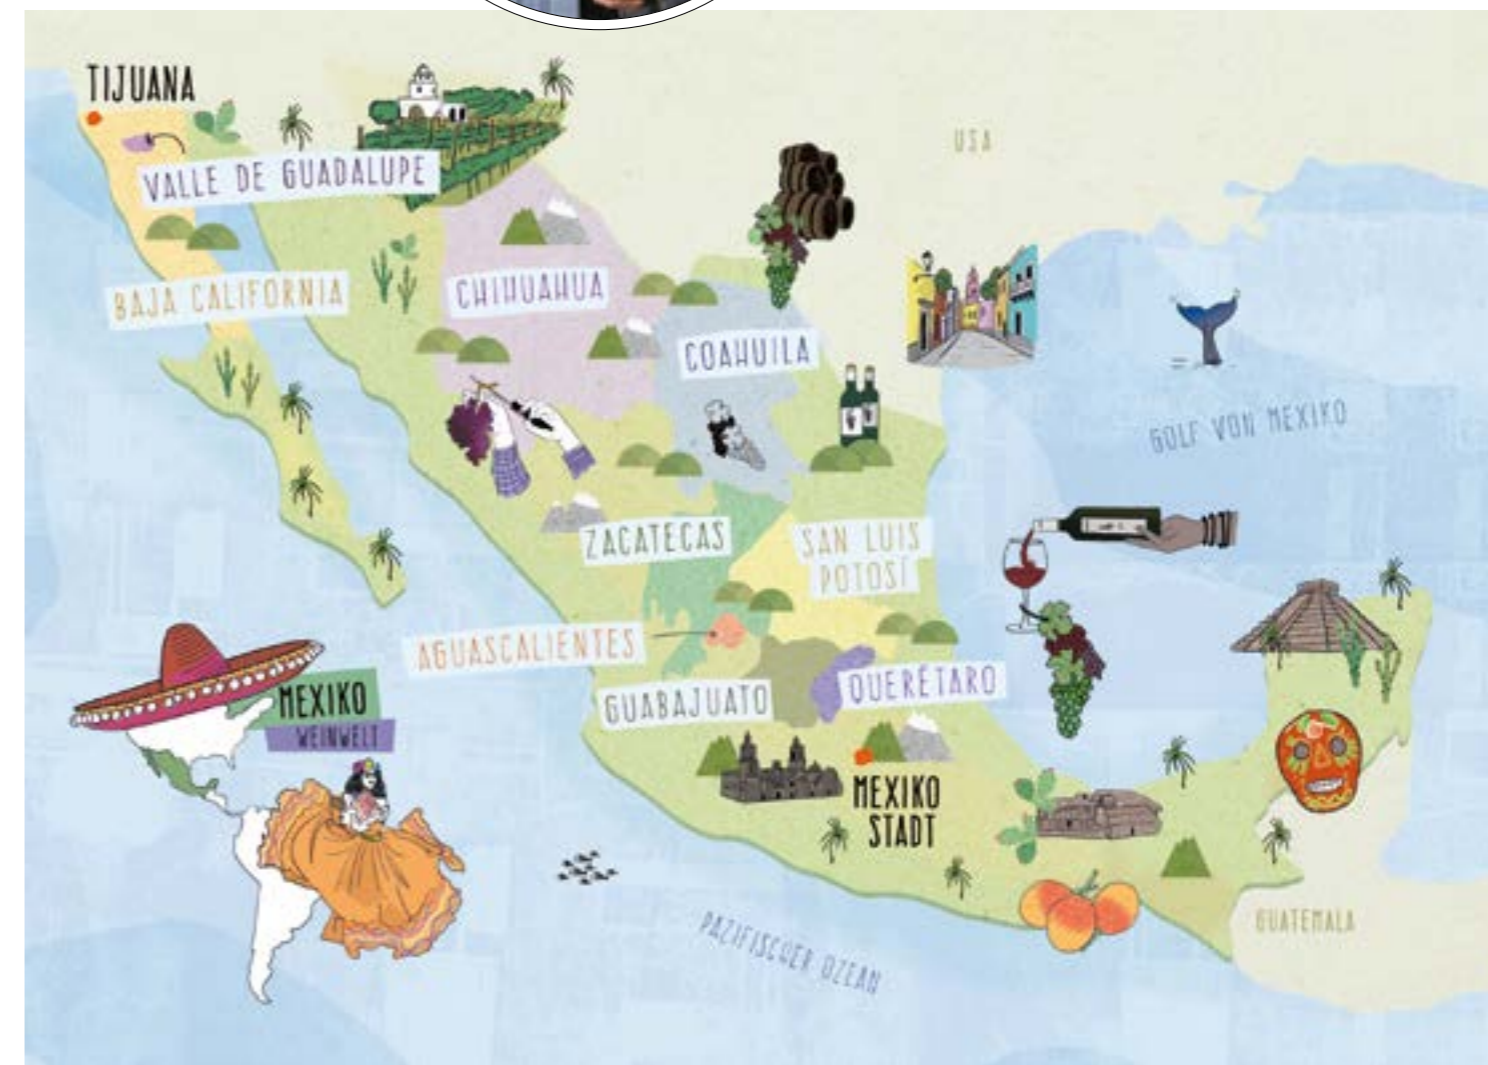 TIJUANA
USA
VALLE DE GUADALUPE
BAJA CALIFORNIA
CHIHUAHUA
COAHUILA
GOLF VON MEXIKO
ZACATECAS
SAN LUIS
POTOSÍ
AGUASCALIENTES
GUABAJUATO
QUERÉTARO
MEXIKO
WEINWELT
MEXIKO
STADT
GUATEMALA
PAZIFISCHER OZEAN